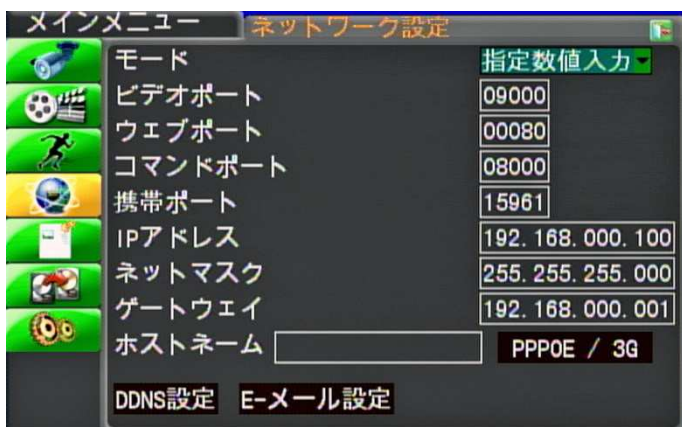 メインメニュー ネットワーク設定
モード 指定数値入力
ビデオポート 09000
ウェブポート 00080
コマンドポート 08000
携帯ポート 15961
IPアドレス 192.168.000.100
ネットマスク 255.255.255.000
ゲートウェイ 192.168.000.001
ホストネーム PPPOE / 3G
DDNS設定 E-メール設定